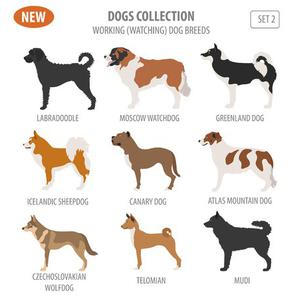 NEW
DOGS COLLECTION
WORKING (WATCHING) DOG BREEDS
SET 2
LABRADOODLE
MOSCOW WATCHDOG
GREENLAND DOG
ICELANDIC SHEEPDOG
CANARY DOG
ATLAS MOUNTAIN DOG
CZECHOSLOVAKIAN
WOLFDOG
TELOMIAN
MUDI